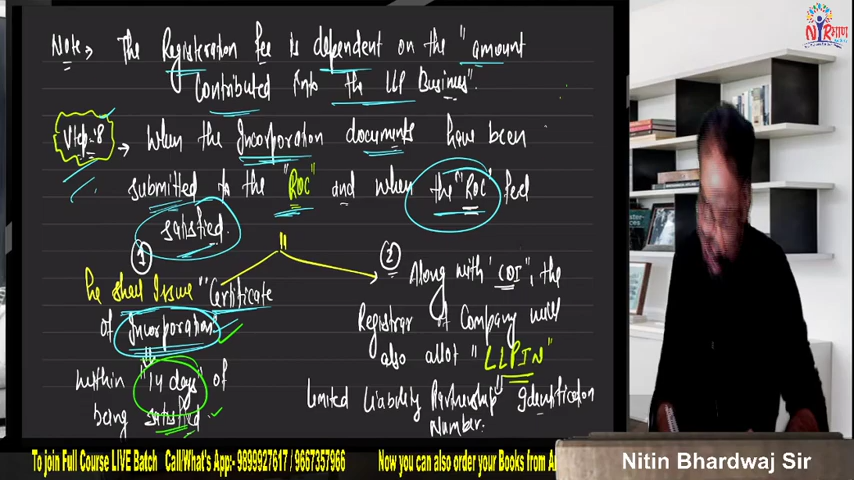 Note → The Registration fee is dependent on the "amount
Contributed into the LLP Business".
Step:8 → When the Incorporation documents have been
submitted to the "ROC" and when the "ROC" feel
satisfied.
① he shall Issue "Certificate
of Incorporation"
within "14 days" of
being satisfied.
② Along with "COI", the
Registrar of Company will
also allot "LLPIN"
Limited Liability Partnership Identification
Number.
To join Full Course LIVE Batch Call/What's App:- 9899927617 / 9667357966 Now you can also order your Books from
Nitin Bhardwaj Sir